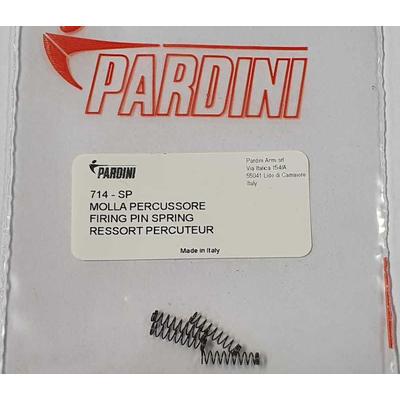 PARDINI
PARDINI
Pardini Armi srl
Via Italica 154/A
55041 Lido di Camaiore
Italy
714 - SP
MOLLA PERCUSSORE
FIRING PIN SPRING
RESSORT PERCUTEUR
Made in Italy